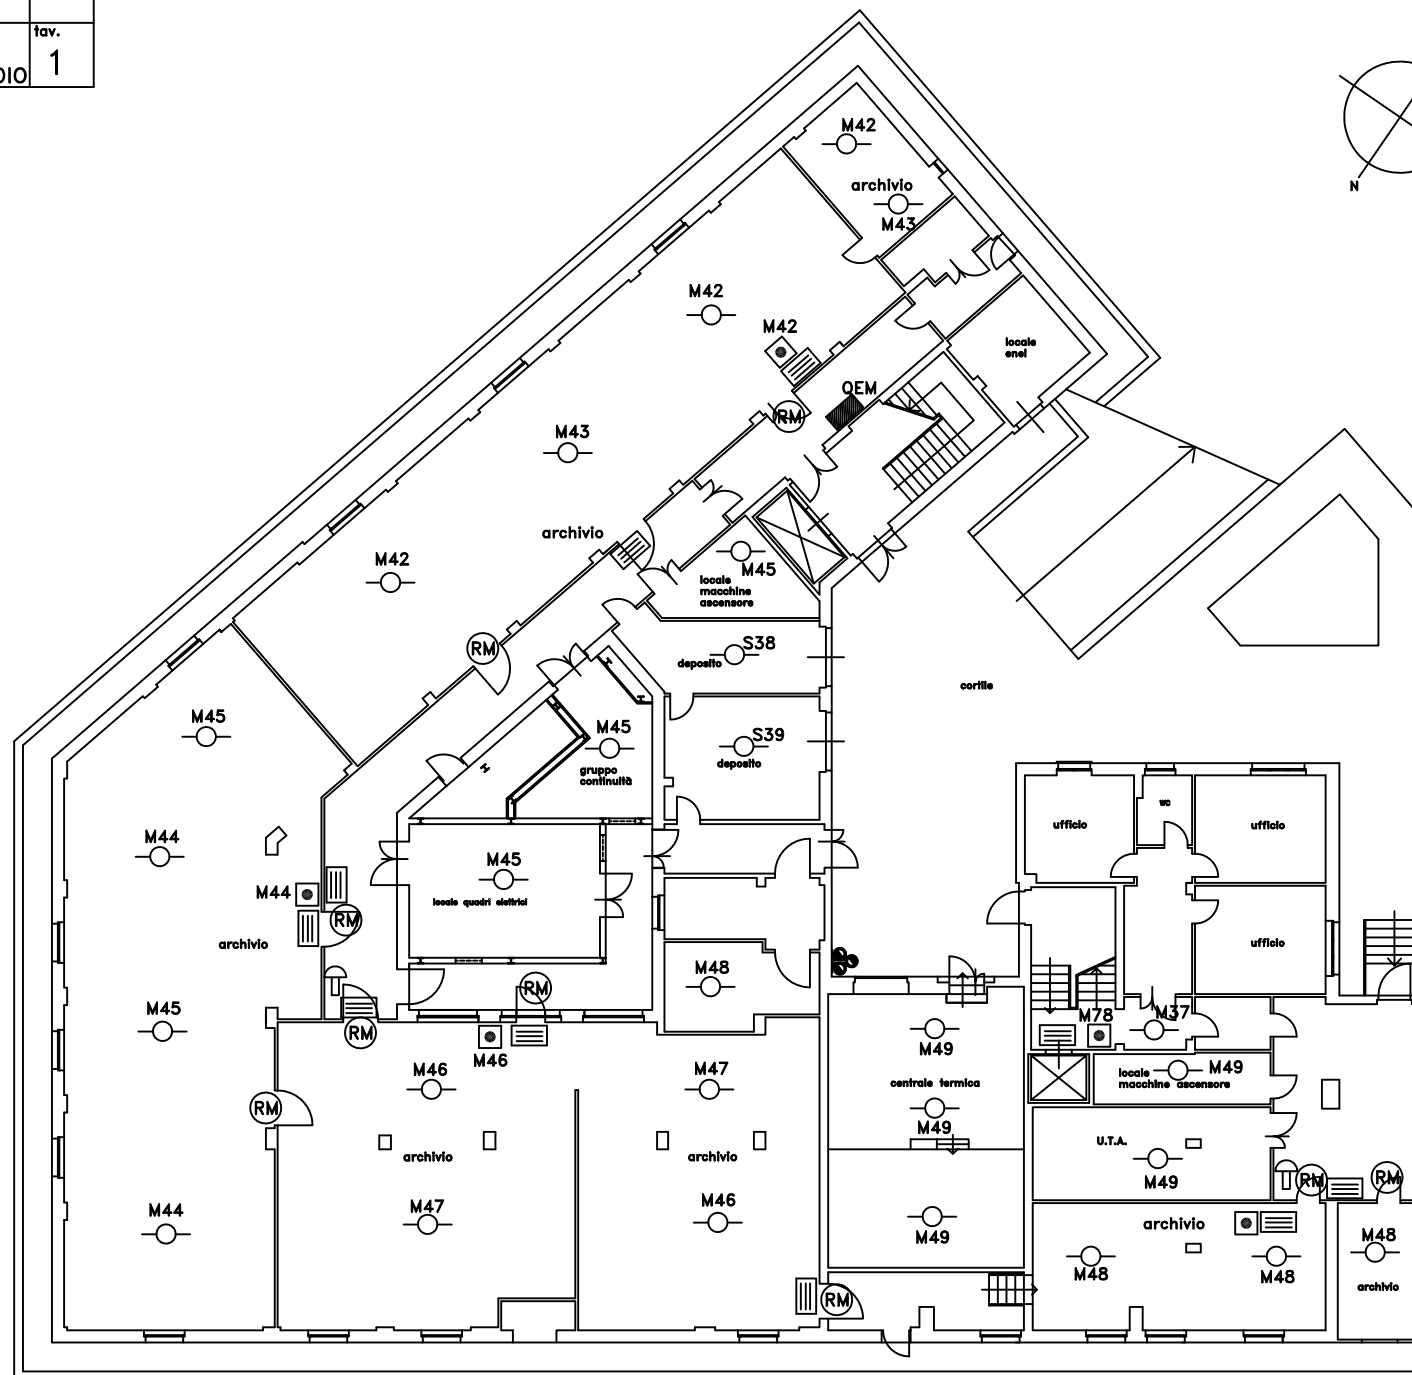 tav.
1
010
N
M42
archivio
M43
M42
M42
locale
enel
QEM
RM
M43
archivio
M42
M45
locale
macchine
ascensore
RM
S38
deposito
cortile
M45
M45
gruppo
continuità
S39
deposito
wc
ufficio
ufficio
M44
M45
M44
locale quadri elettrici
RM
archivio
ufficio
M48
RM
M45
M78
M37
RM
M46
M49
M46
M47
M49
locale
macchine ascensore
centrale termica
RM
M49
U.T.A.
archivio
archivio
M49
RM
RM
M44
M47
M46
archivio
M49
M48
M48
M48
archivio
RM